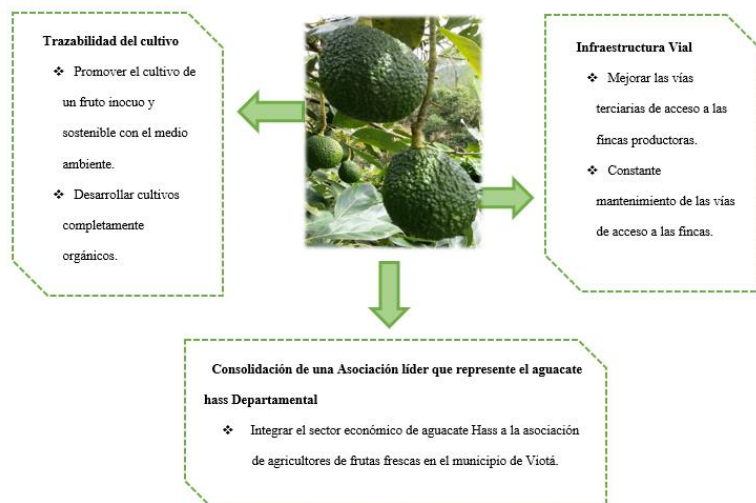 Trazabilidad del cultivo
❖ Promover el cultivo de
un fruto inocuo y
sostenible con el medio
ambiente.
❖ Desarrollar cultivos
completamente
orgánicos.
Infraestructura Vial
❖ Mejorar las vías
terciarias de acceso a las
fincas productoras.
❖ Constante
mantenimiento de las vías
de acceso a las fincas.
Consolidación de una Asociación líder que represente el aguacate
hass Departamental
❖ Integrar el sector económico de aguacate Hass a la asociación
de agricultores de frutas frescas en el municipio de Viotá.